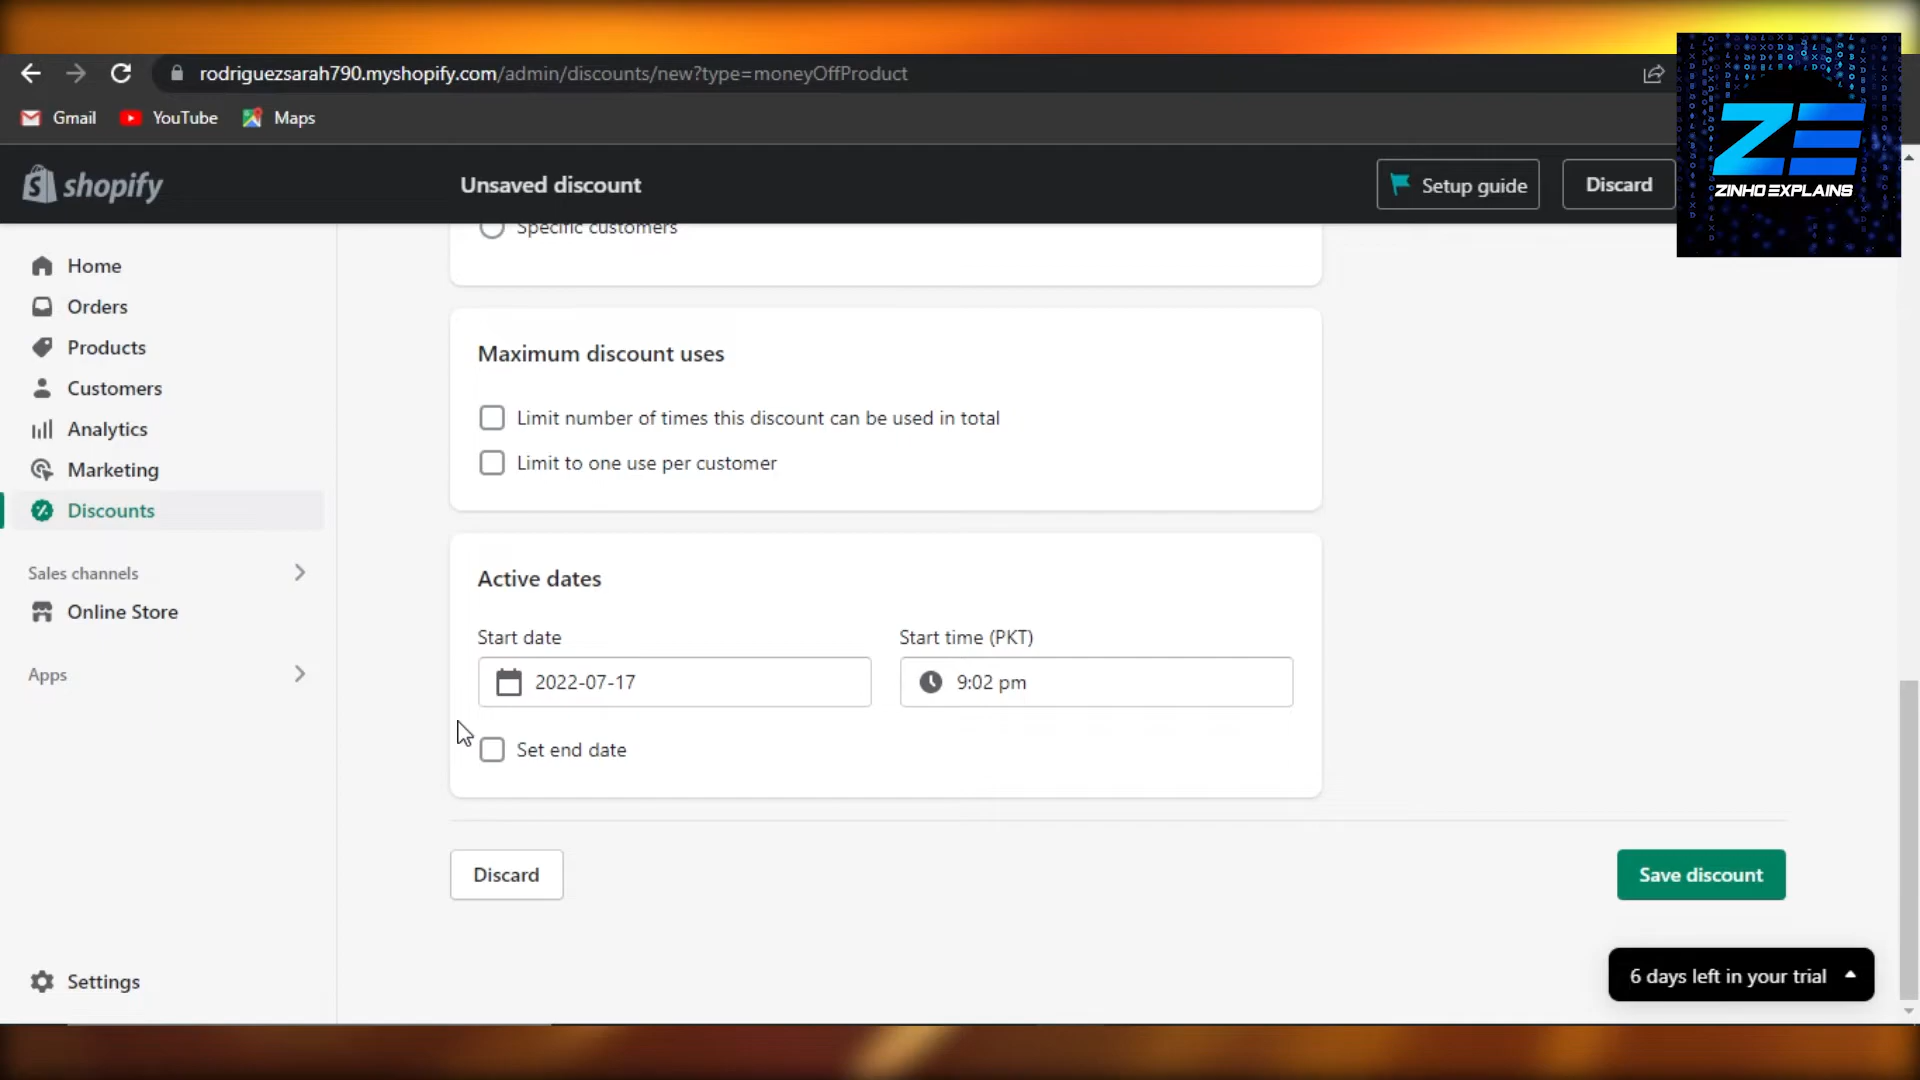 rodriguezsarah790.myshopify.com/admin/discounts/new?type=moneyOffProduct
Gmail YouTube Maps
shopify
Unsaved discount
Setup guide
Discard
ZE
ZINHO EXPLAINS
Home
Orders
Products
Customers
Analytics
Marketing
Discounts
Sales channels
Online Store
Apps
Settings
Specific customers
Maximum discount uses
Limit number of times this discount can be used in total
Limit to one use per customer
Active dates
Start date
Start time (PKT)
2022-07-17
9:02 pm
Set end date
Discard
Save discount
6 days left in your trial